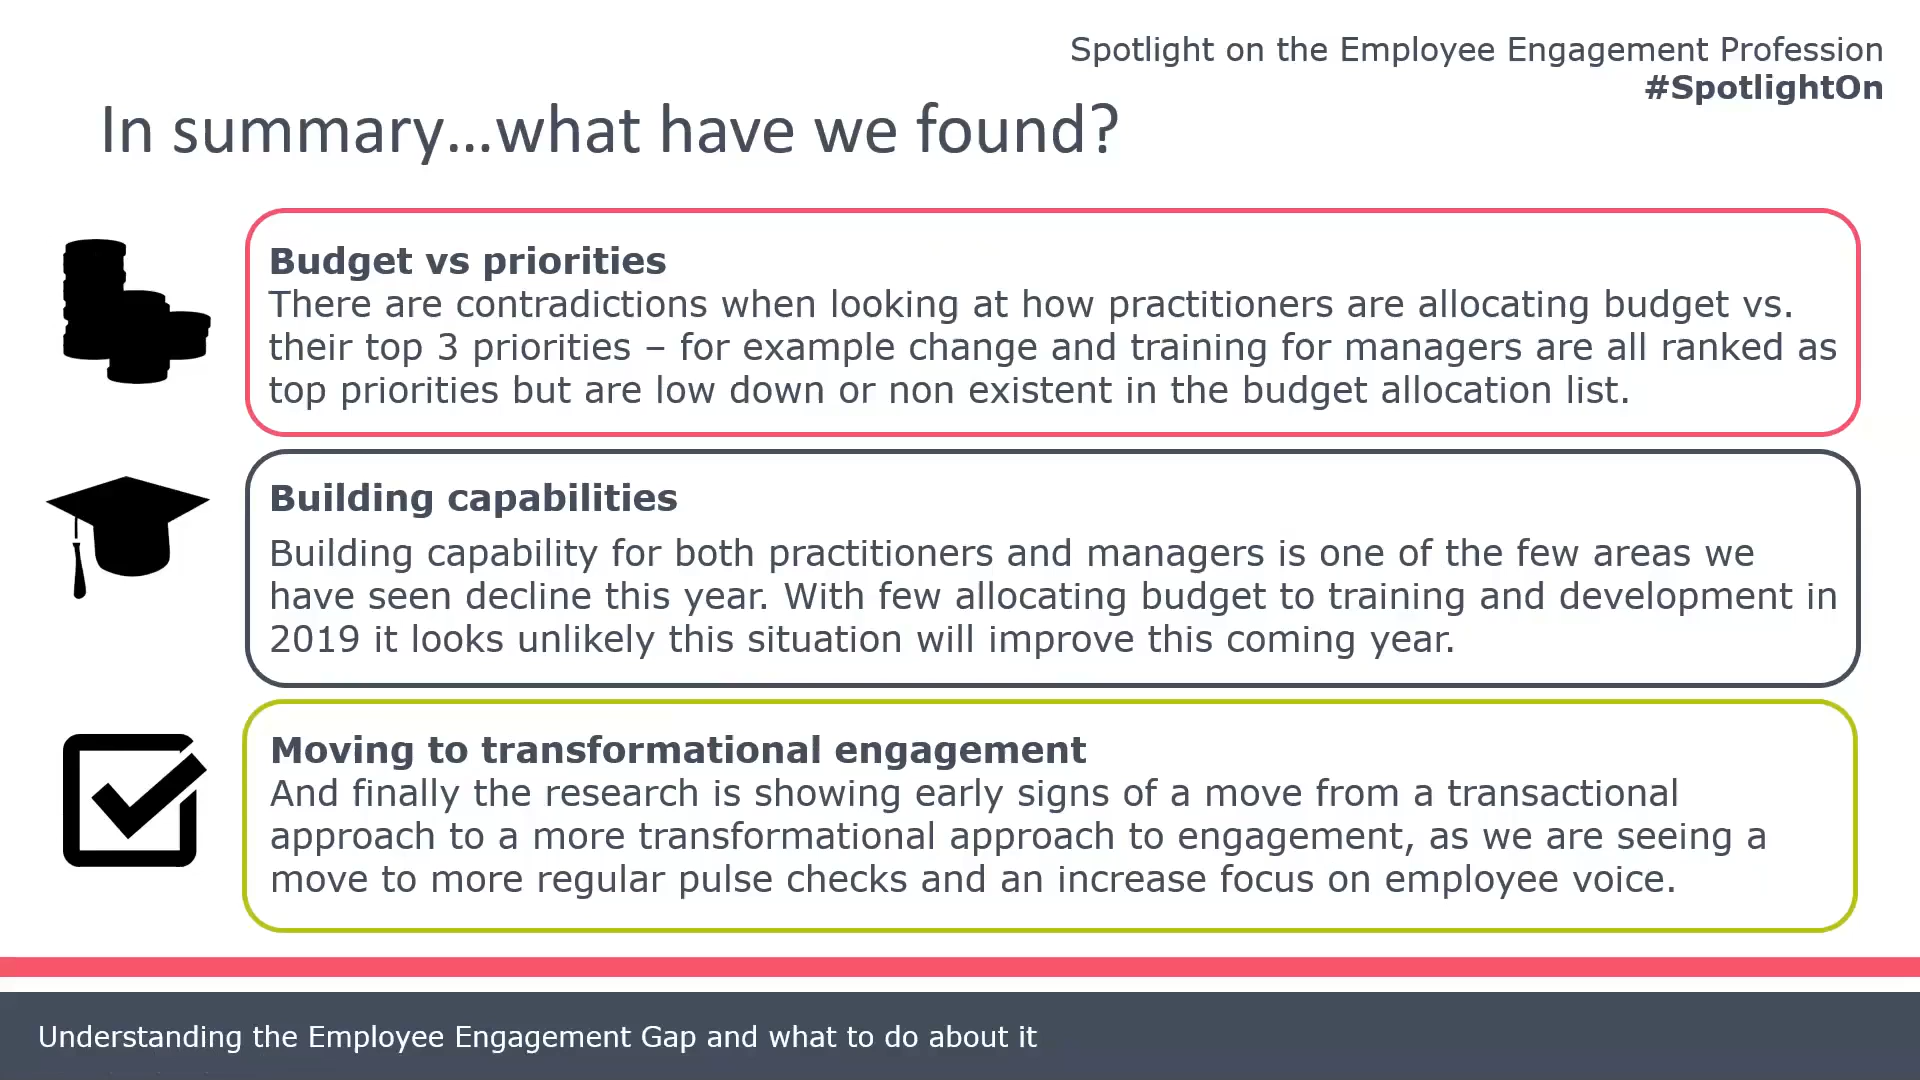 Spotlight on the Employee Engagement Profession
#SpotlightOn
In summary...what have we found?
Budget vs priorities
There are contradictions when looking at how practitioners are allocating budget vs.
their top 3 priorities – for example change and training for managers are all ranked as
top priorities but are low down or non existent in the budget allocation list.
Building capabilities
Building capability for both practitioners and managers is one of the few areas we
have seen decline this year. With few allocating budget to training and development in
2019 it looks unlikely this situation will improve this coming year.
Moving to transformational engagement
And finally the research is showing early signs of a move from a transactional
approach to a more transformational approach to engagement, as we are seeing a
move to more regular pulse checks and an increase focus on employee voice.
Understanding the Employee Engagement Gap and what to do about it